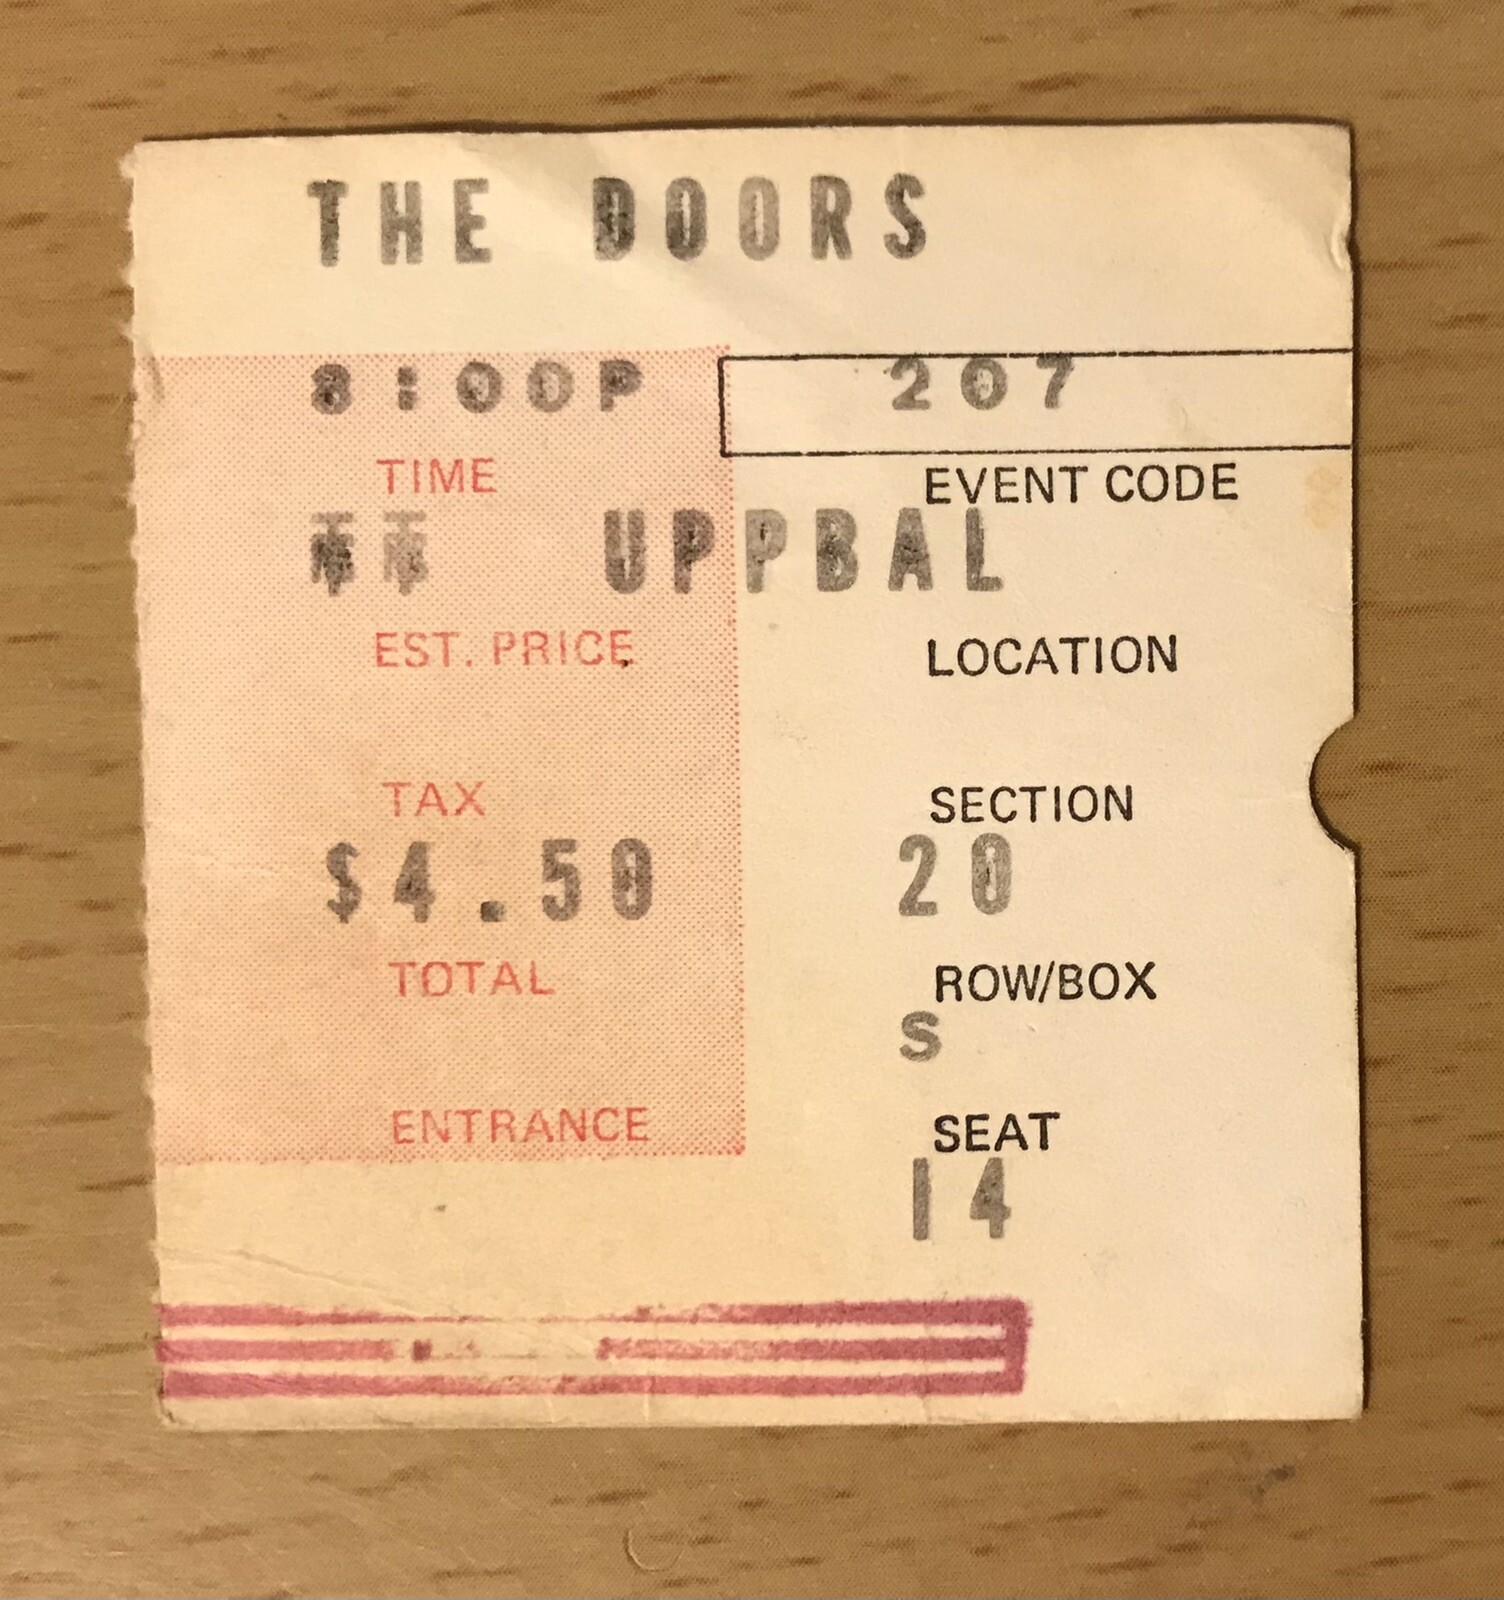 THE DOORS
8:00P 207
TIME EVENT CODE
UPPBAL
EST. PRICE LOCATION
TAX SECTION
$4.50 20
TOTAL ROW/BOX
S
ENTRANCE SEAT
14